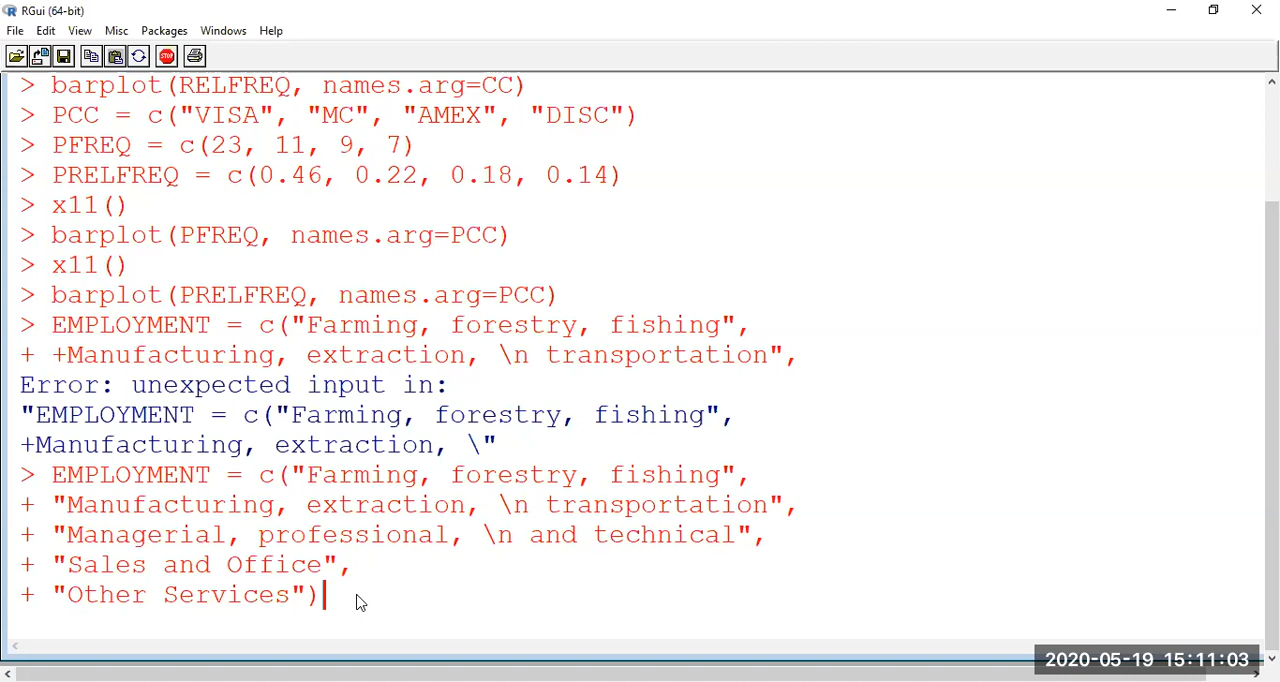 RGui (64-bit)
File Edit View Misc Packages Windows Help
STOP
> barplot(RELFREQ, names.arg=CC)
> PCC = c("VISA", "MC", "AMEX", "DISC")
> PFREQ = c(23, 11, 9, 7)
> PRELFREQ = c(0.46, 0.22, 0.18, 0.14)
> x11()
> barplot(PFREQ, names.arg=PCC)
> x11()
> barplot(PRELFREQ, names.arg=PCC)
> EMPLOYMENT = c("Farming, forestry, fishing",
+ +Manufacturing, extraction, \n transportation",
Error: unexpected input in:
"EMPLOYMENT = c("Farming, forestry, fishing",
+Manufacturing, extraction, \"
> EMPLOYMENT = c("Farming, forestry, fishing",
+ "Manufacturing, extraction, \n transportation",
+ "Managerial, professional, \n and technical",
+ "Sales and Office",
+ "Other Services")
2020-05-19 15:11:03